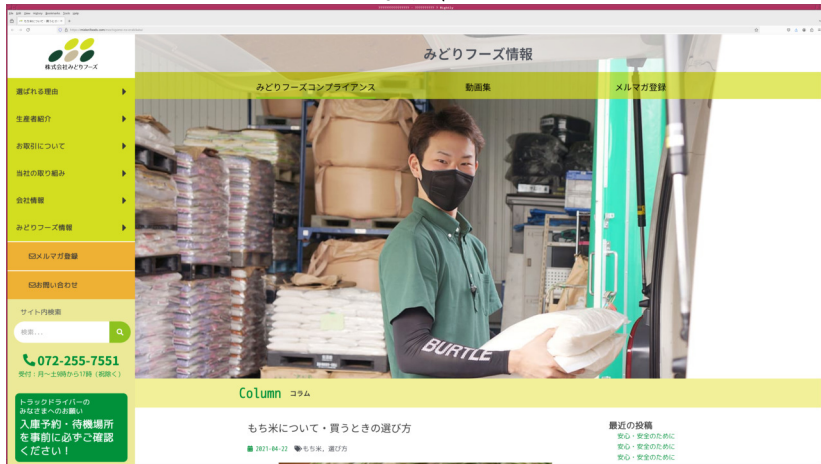 株式会社みどりフーズ
選ばれる理由
生産者紹介
お取引について
当社の取り組み
会社情報
みどりフーズ情報
メルマガ登録
お問い合わせ
サイト内検索
検索...
072-255-7551
受付：月～土9時から17時（祝除く）
トラックドライバーの
みなさまへのお願い
入庫予約・待機場所
を事前に必ずご確認
ください！
みどりフーズ情報
みどりフーズコンプライアンス
動画集
メルマガ登録
BURTLE
Column コラム
もち米について・買うときの選び方
2021-04-22 もち米, 選び方
最近の投稿
安心・安全のために
安心・安全のために
安心・安全のために